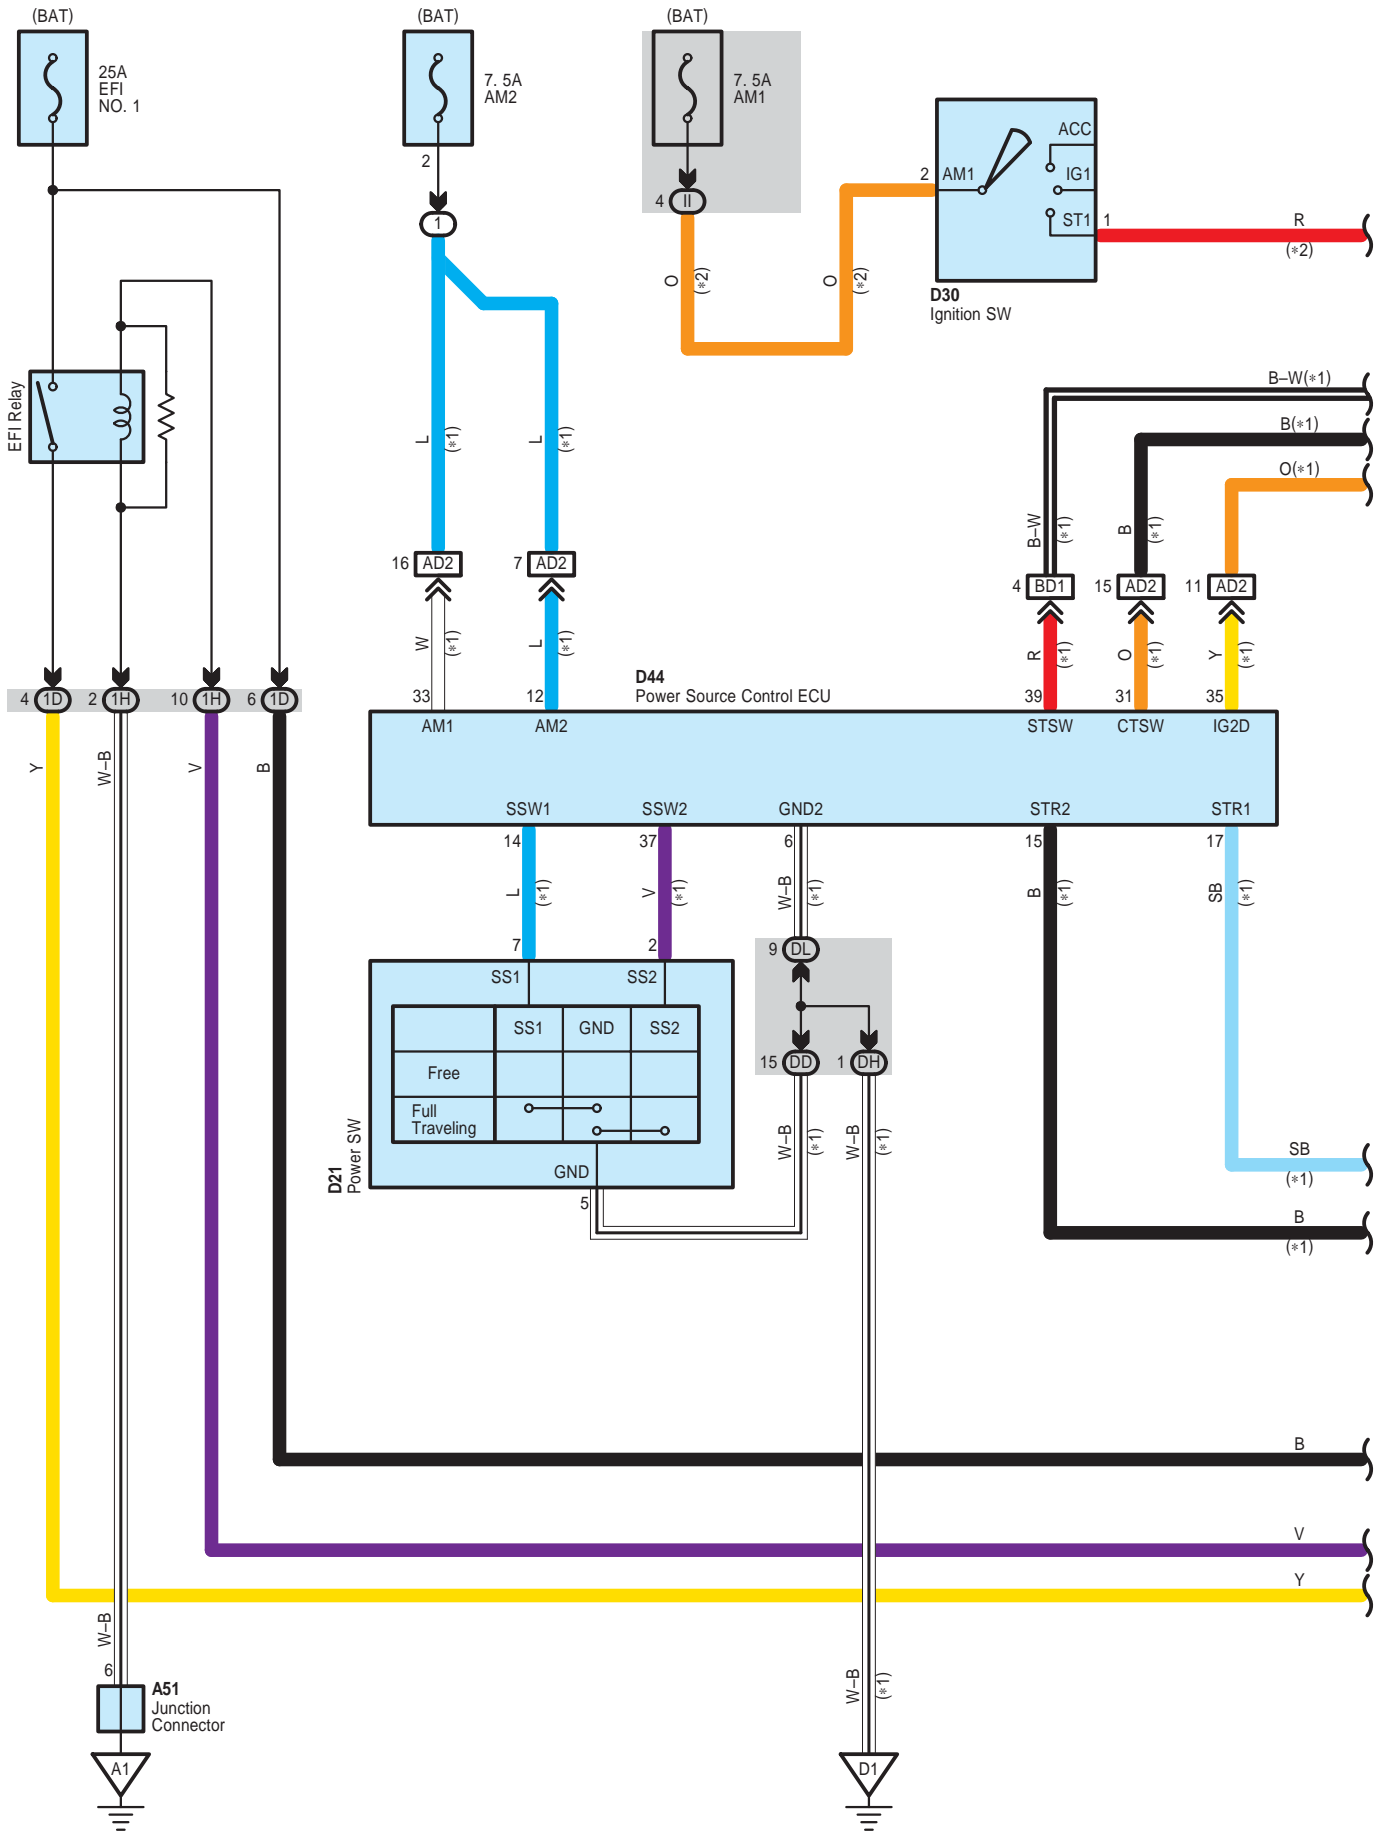 (BAT)
(BAT)
(BAT)
25A
EFI
NO. 1
7. 5A
AM2
7. 5A
AM1
2
1
4 II
2 AM1
ACC
IG1
ST1 1
R
(*2)
D30
Ignition SW
O
(*2)
O
(*2)
EFI Relay
B–W(*1)
B(*1)
O(*1)
L
(*1)
L
(*1)
B–W
(*1)
B
(*1)
16 AD2
7 AD2
4 BD1
15 AD2
11 AD2
W
(*1)
L
(*1)
R
(*1)
O
(*1)
Y
(*1)
D44
Power Source Control ECU
4 1D
2 1H
10 1H
6 1D
33
12
39
31
35
AM1
AM2
STSW
CTSW
IG2D
Y
W–B
V
B
SSW1
SSW2
GND2
STR2
STR1
14
37
6
15
17
L
(*1)
V
(*1)
W–B
(*1)
B
(*1)
SB
(*1)
7
2
9 DL
SS1
SS2
SS1
GND
SS2
Free
Full
Traveling
15 DD
1 DH
W–B
(*1)
W–B
(*1)
D21
Power SW
GND
5
SB
(*1)
B
(*1)
B
V
Y
W–B
6
A51
Junction
Connector
W–B
(*1)
A1
D1